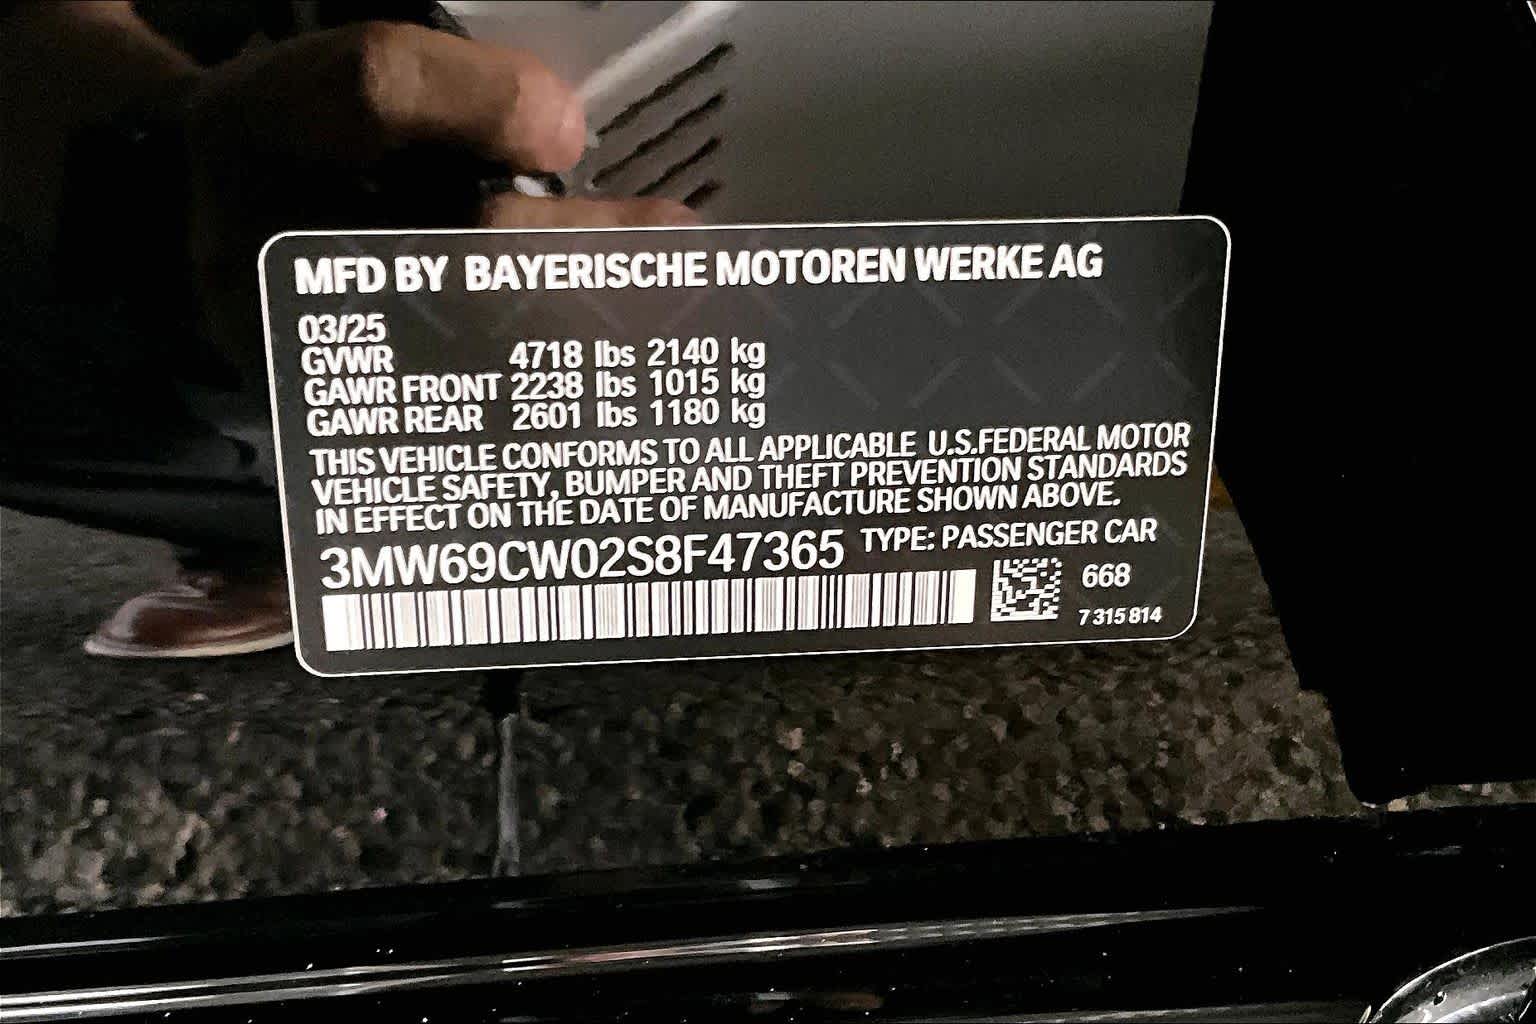 MFD BY BAYERISCHE MOTOREN WERKE AG
03/25
GVWR 4718 lbs 2140 kg
GAWR FRONT 2238 lbs 1015 kg
GAWR REAR 2601 lbs 1180 kg
THIS VEHICLE CONFORMS TO ALL APPLICABLE U.S.FEDERAL MOTOR
VEHICLE SAFETY, BUMPER AND THEFT PREVENTION STANDARDS
IN EFFECT ON THE DATE OF MANUFACTURE SHOWN ABOVE.
3MW69CW02S8F47365 TYPE: PASSENGER CAR
668
7 315 814